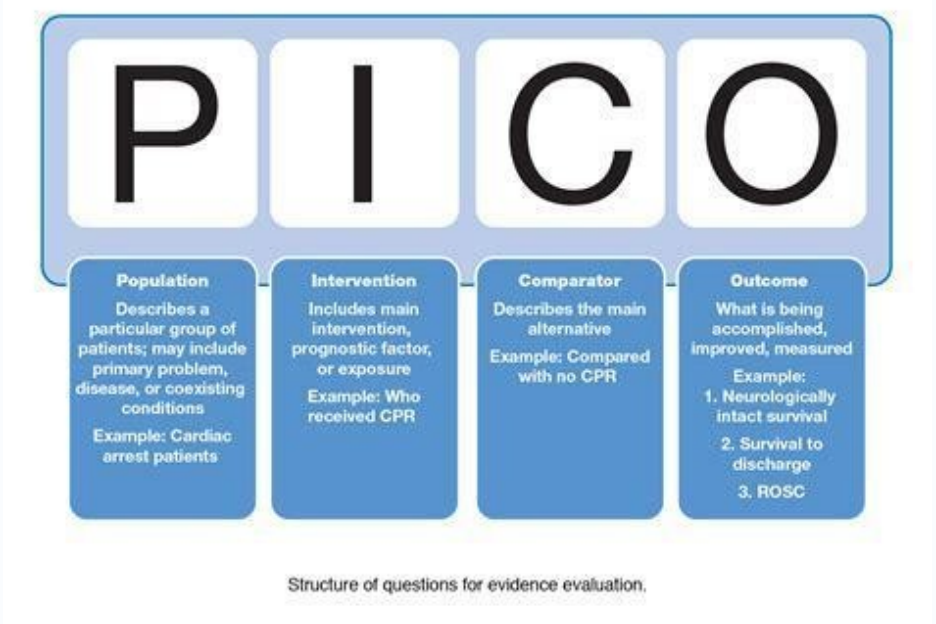 P I C O
Population
Describes a
particular group of
patients; may include
primary problem,
disease, or coexisting
conditions
Example: Cardiac
arrest patients
Intervention
Includes main
intervention,
prognostic factor,
or exposure
Example: Who
received CPR
Comparator
Describes the main
alternative
Example: Compared
with no CPR
Outcome
What is being
accomplished,
improved, measured
Example:
1. Neurologically
intact survival
2. Survival to
discharge
3. ROSC
Structure of questions for evidence evaluation.